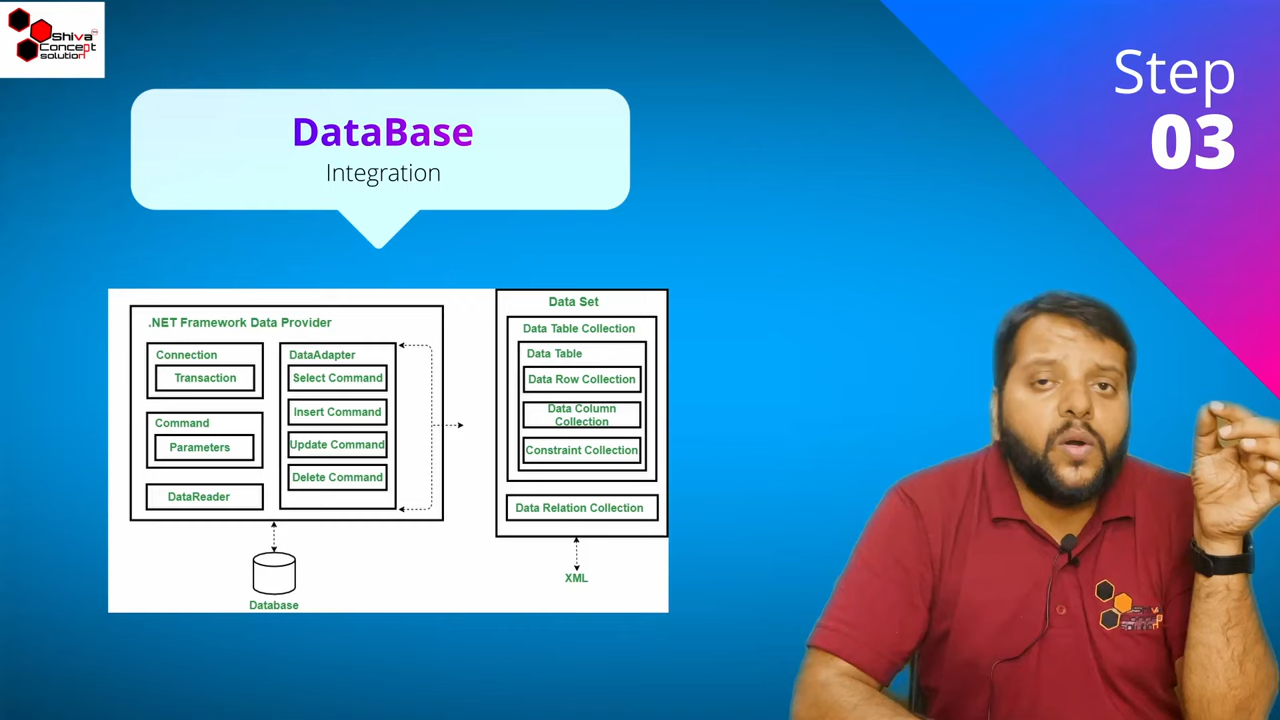 Shiva
Concept
solution
Step
03
DataBase
Integration
.NET Framework Data Provider
Connection
Transaction
Command
Parameters
DataReader
DataAdapter
Select Command
Insert Command
Update Command
Delete Command
Database
Data Set
Data Table Collection
Data Table
Data Row Collection
Data Column
Collection
Constraint Collection
Data Relation Collection
XML